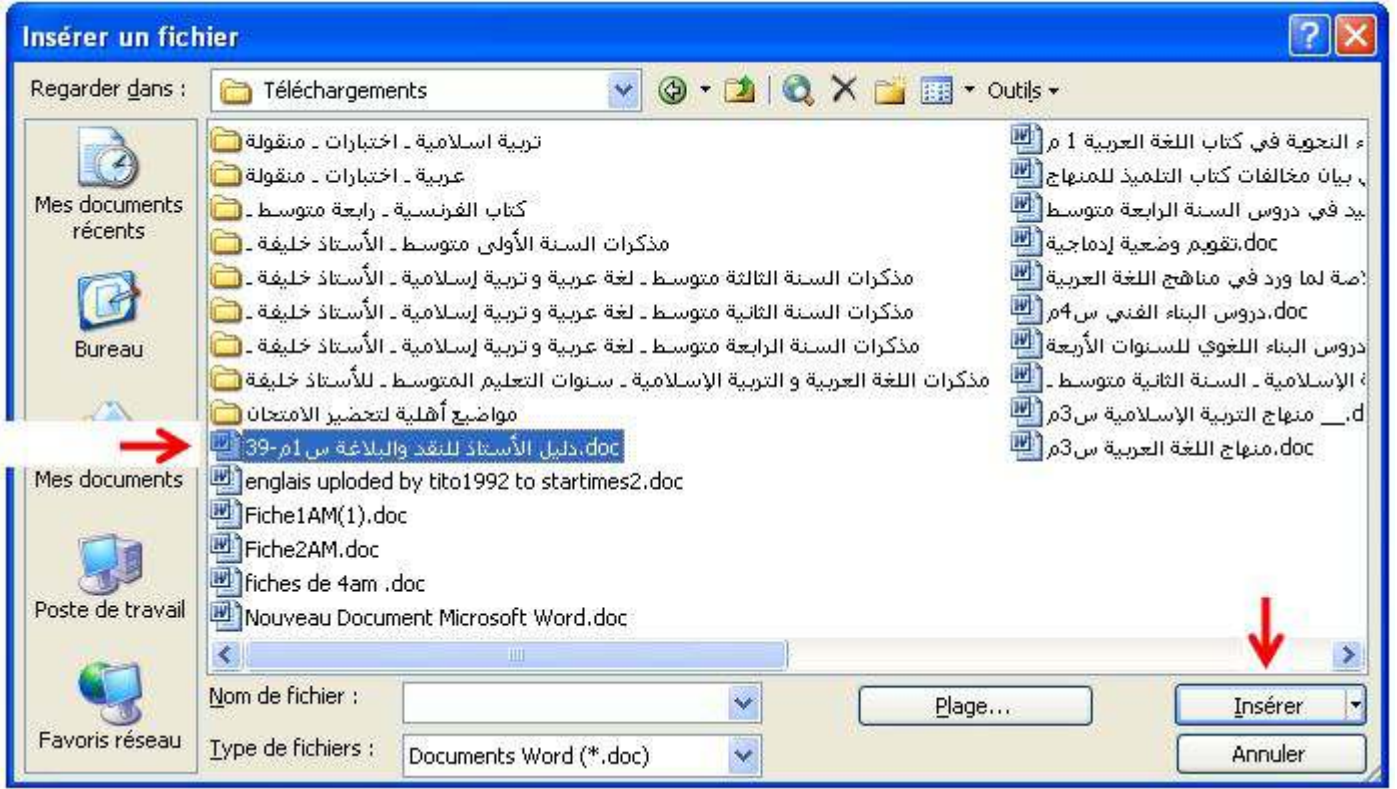 Insérer un fichier
Regarder dans :
Téléchargements
Outils
Mes documents récents
Bureau
Mes documents
Poste de travail
Favoris réseau
تربية اسلامية ـ اختبارات ـ منقولة
عربية ـ اختبارات ـ منقولة
كتاب الفرنسية ـ رابعة متوسط ـ
مذكرات السنة الأولى متوسط ـ الأستاذ خليفة ـ
مذكرات السنة الثالثة متوسط ـ لغة عربية و تربية إسلامية ـ الأستاذ خليفة ـ
مذكرات السنة الثانية متوسط ـ لغة عربية و تربية إسلامية ـ الأستاذ خليفة ـ
مذكرات السنة الرابعة متوسط ـ لغة عربية و تربية إسلامية ـ الأستاذ خليفة ـ
مذكرات اللغة العربية و التربية الإسلامية ـ سنوات التعليم المتوسط ـ للأستاذ خليفة
مواضيع أهلية لتحضير الامتحان
39-دليل الأستاذ للنقد والبلاغة س1م.doc
englais uploded by tito1992 to startimes2.doc
Fiche1AM(1).doc
Fiche2AM.doc
fiches de 4am .doc
Nouveau Document Microsoft Word.doc
ء النحوية في كتاب اللغة العربية 1 م
بيان مخالفات كتاب التلميذ للمنهاج
يد في دروس السنة الرابعة متوسط
تقويم وضعية إدماجية.doc
صة لما ورد في مناهج اللغة العربية
دروس البناء الفني س4م.doc
دروس البناء اللغوي للسنوات الأربعة
ة الإسلامية ـ السنة الثانية متوسط ـ
منهاج التربية الإسلامية س3م __.d
منهاج اللغة العربية س3م.doc
Nom de fichier :
Plage...
Insérer
Type de fichiers :
Documents Word (*.doc)
Annuler